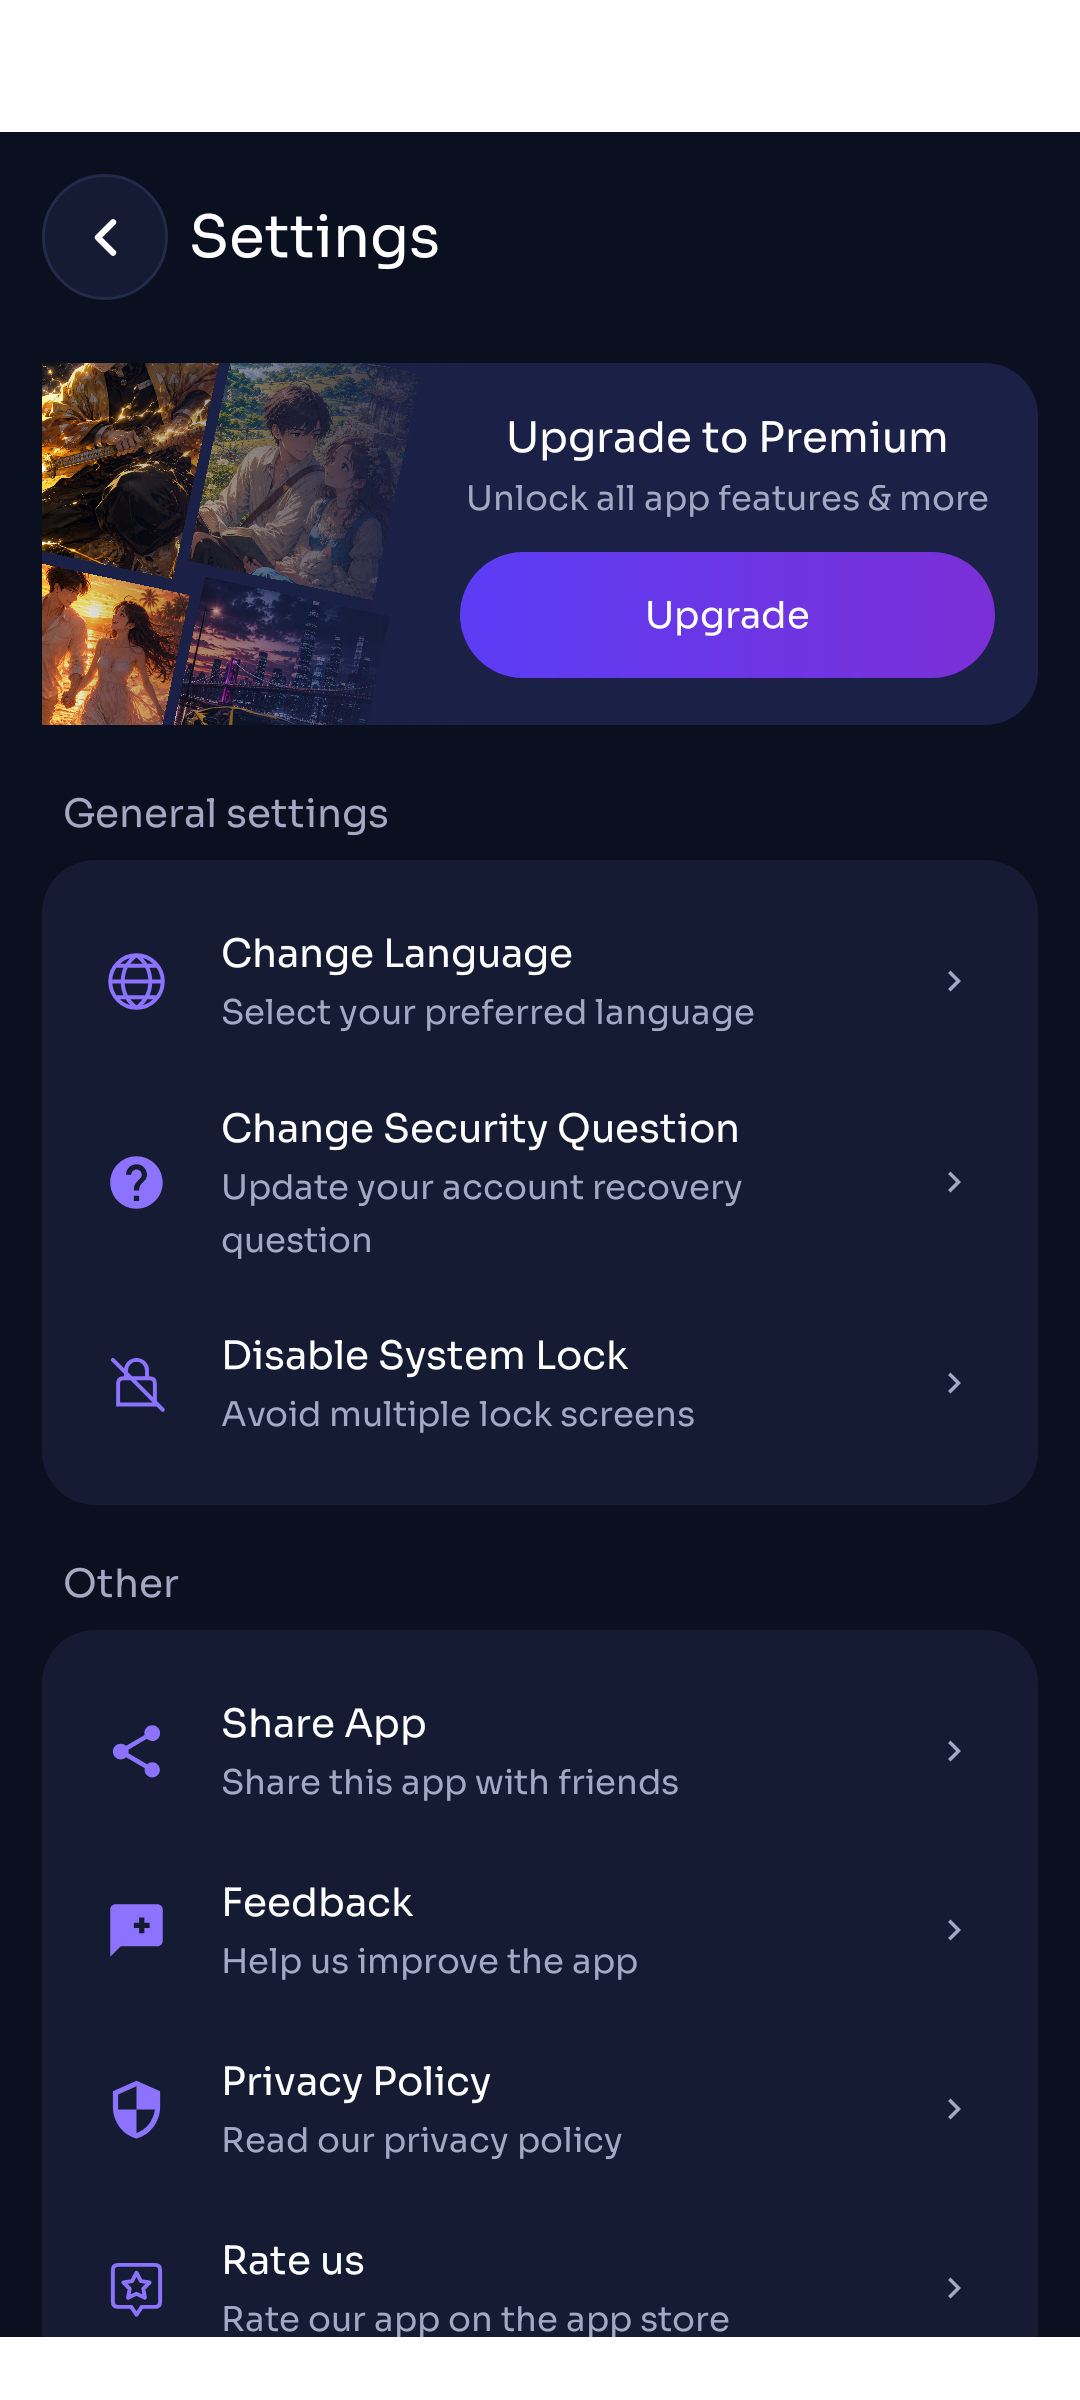 Settings
Upgrade to Premium
Unlock all app features & more
Upgrade
General settings
Change Language
Select your preferred language
Change Security Question
Update your account recovery
question
Disable System Lock
Avoid multiple lock screens
Other
Share App
Share this app with friends
Feedback
Help us improve the app
Privacy Policy
Read our privacy policy
Rate us
Rate our app on the app store